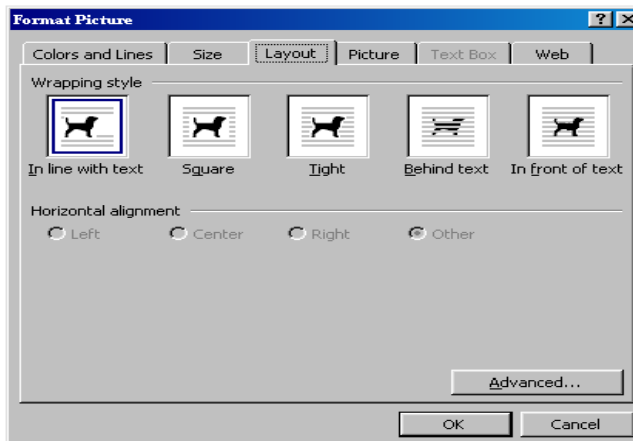 Format Picture ? X
Colors and Lines Size Layout Picture Text Box Web
Wrapping style
In line with text Square Tight Behind text In front of text
Horizontal alignment
Left Center Right Other
Advanced...
OK Cancel